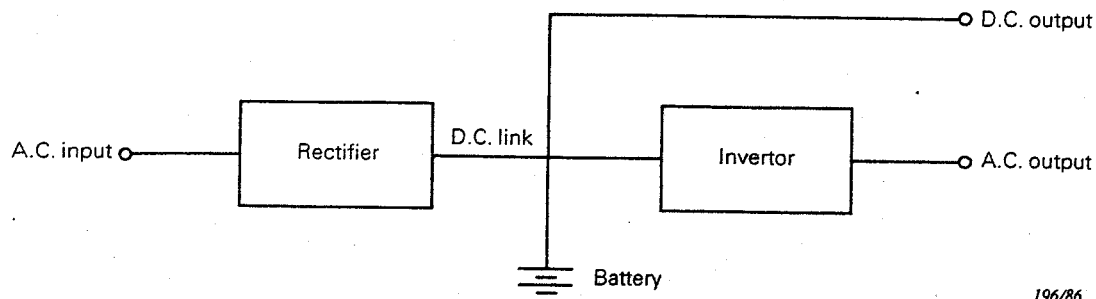 D.C. output
A.C. input
Rectifier
D.C. link
Invertor
A.C. output
Battery
196/86